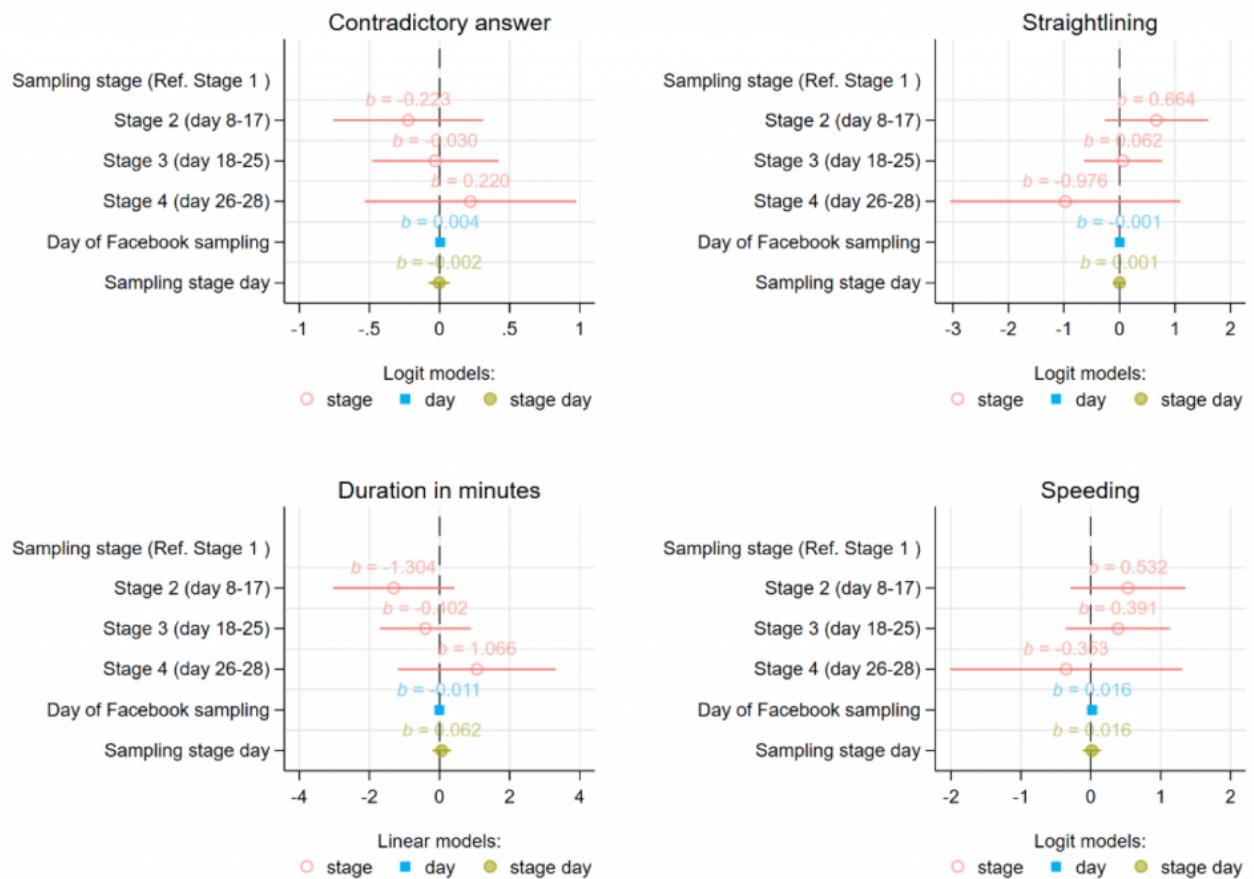 Contradictory answer
Sampling stage (Ref. Stage 1 )
b = -0.223
Stage 2 (day 8-17)
b = -0.030
Stage 3 (day 18-25)
b = 0.220
Stage 4 (day 26-28)
b = 0.004
Day of Facebook sampling
b = -0.002
Sampling stage day
-1 -.5 0 .5 1
Logit models:
stage day stage day
Straightlining
Sampling stage (Ref. Stage 1 )
b = 0.664
Stage 2 (day 8-17)
b = 0.062
Stage 3 (day 18-25)
b = -0.976
Stage 4 (day 26-28)
b = -0.001
Day of Facebook sampling
b = 0.001
Sampling stage day
-3 -2 -1 0 1 2
Logit models:
stage day stage day
Duration in minutes
Sampling stage (Ref. Stage 1 )
b = -1.304
Stage 2 (day 8-17)
b = -0.402
Stage 3 (day 18-25)
b = 1.066
Stage 4 (day 26-28)
b = -0.011
Day of Facebook sampling
b = 0.062
Sampling stage day
-4 -2 0 2 4
Linear models:
stage day stage day
Speeding
Sampling stage (Ref. Stage 1 )
b = 0.532
Stage 2 (day 8-17)
b = 0.391
Stage 3 (day 18-25)
b = -0.353
Stage 4 (day 26-28)
b = 0.016
Day of Facebook sampling
b = 0.016
Sampling stage day
-2 -1 0 1 2
Logit models:
stage day stage day